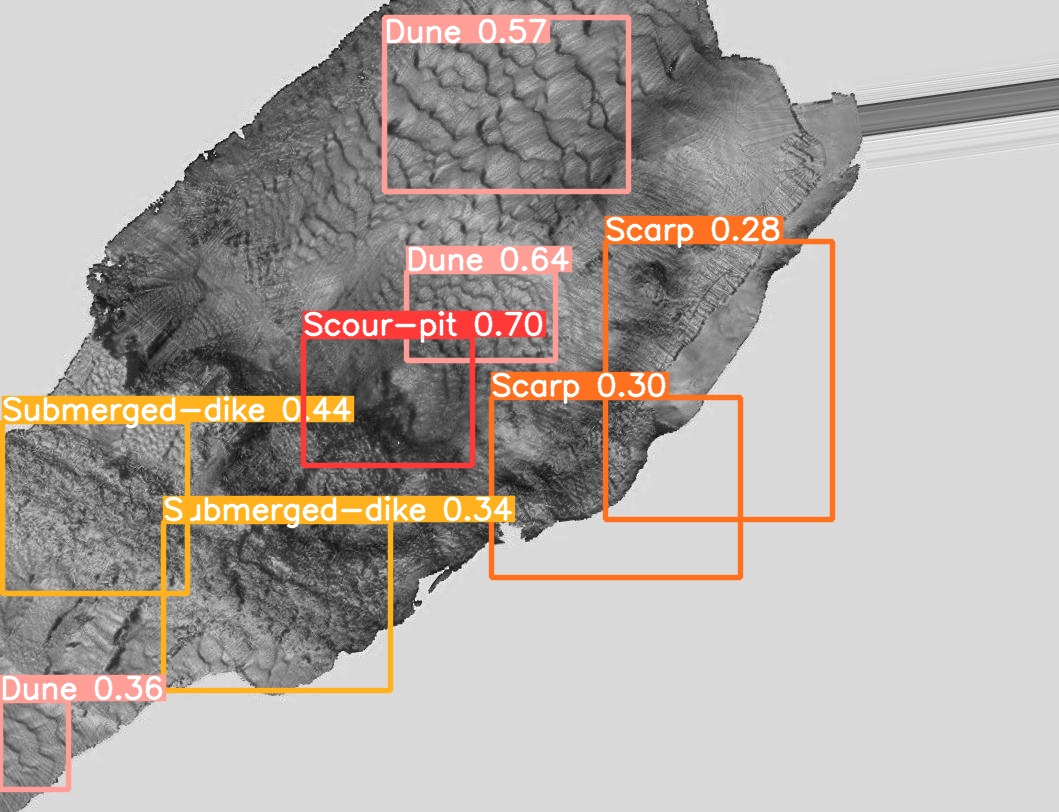 Dune 0.57
Scarp 0.28
Dune 0.64
Scour-pit 0.70
Scarp 0.30
Submerged-dike 0.44
Submerged-dike 0.34
Dune 0.36